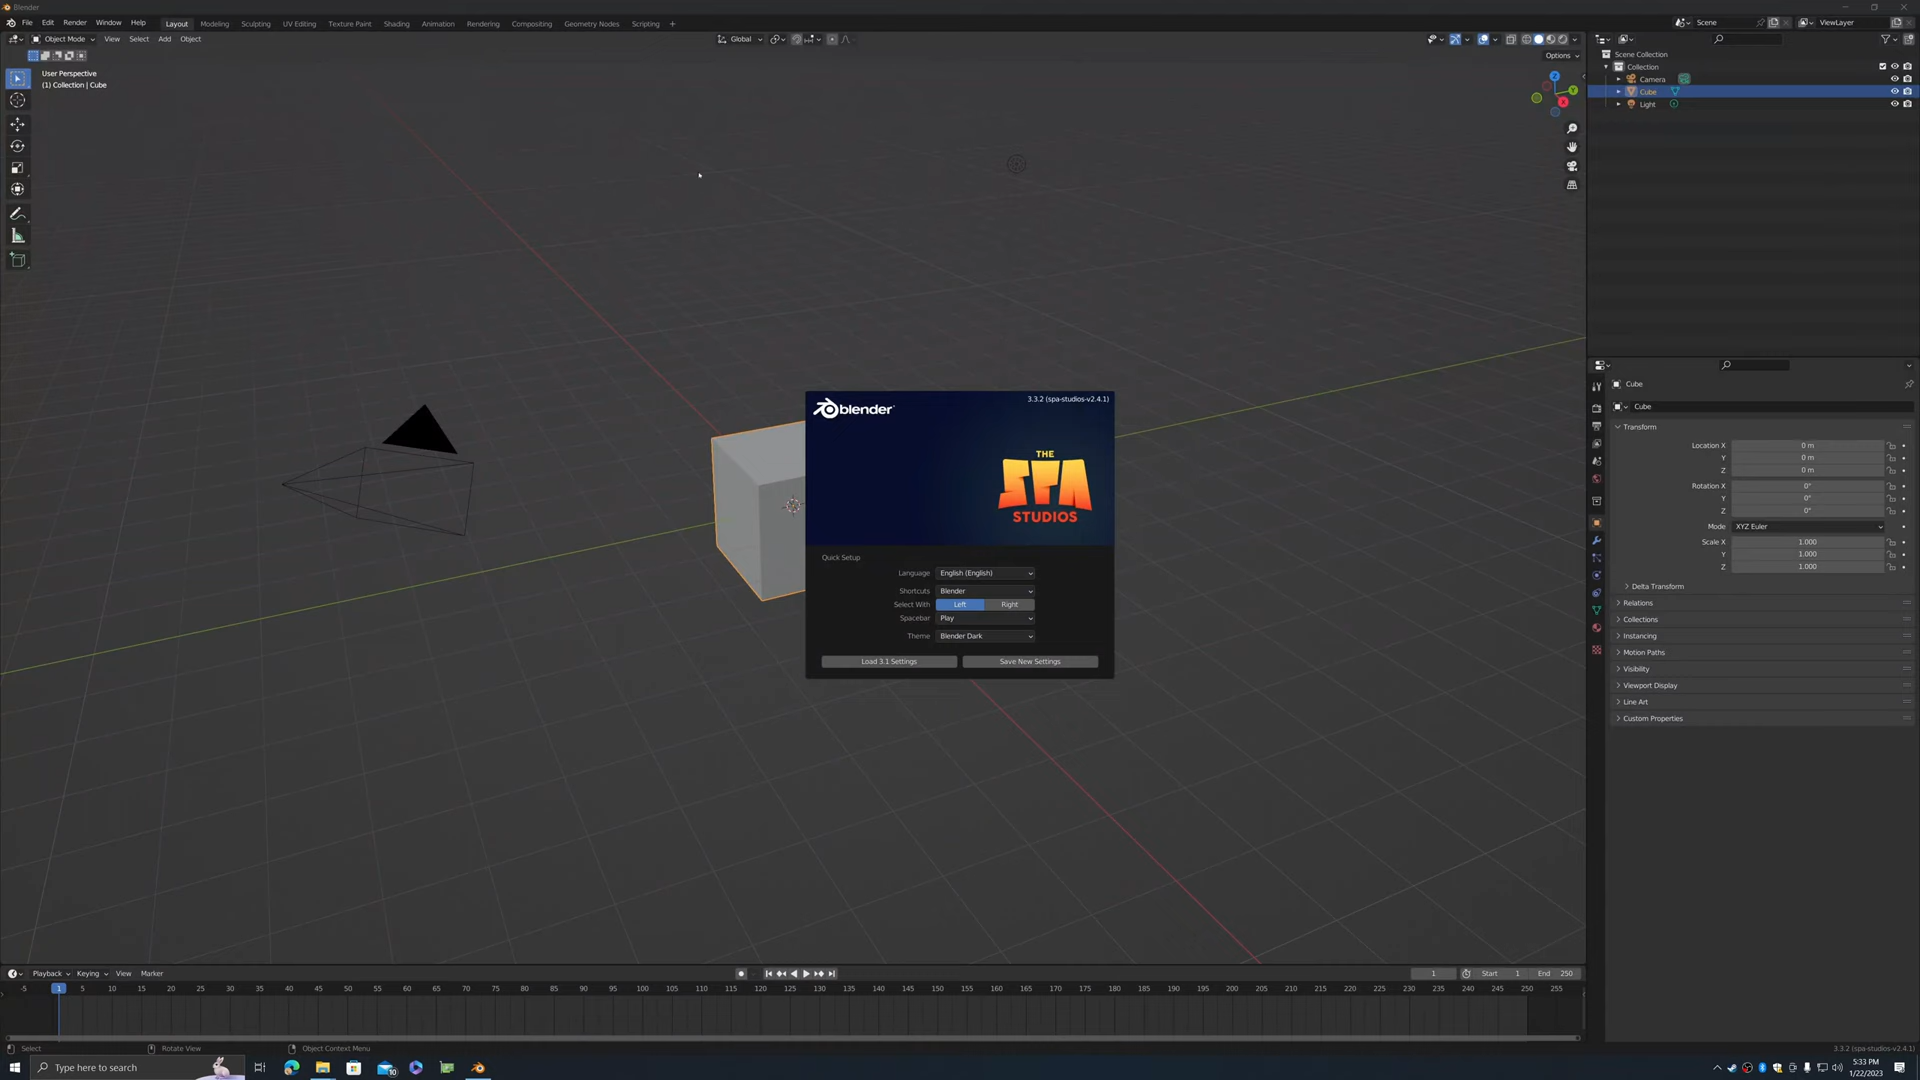 Blender
File Edit Render Window Help Layout Modeling Sculpting UV Editing Texture Paint Shading Animation Rendering Compositing Geometry Nodes Scripting + Scene ViewLayer
Object Mode View Select Add Object Global
Options
User Perspective
(1) Collection | Cube
Z
Y
X
Scene Collection
Collection
Camera
Cube
Light
blender
3.3.2 (spa-studios-v2.4.1)
THE
SPA
STUDIOS
Quick Setup
Language English (English)
Shortcuts Blender
Select With Left Right
Spacebar Play
Theme Blender Dark
Load 3.1 Settings Save New Settings
Cube
Cube
Transform
Location X 0 m
Y 0 m
Z 0 m
Rotation X 0°
Y 0°
Z 0°
Mode XYZ Euler
Scale X 1.000
Y 1.000
Z 1.000
Delta Transform
Relations
Collections
Instancing
Motion Paths
Visibility
Viewport Display
Line Art
Custom Properties
Playback Keying View Marker 1 Start 1 End 250
-5 1 5 10 15 20 25 30 35 40 45 50 55 60 65 70 75 80 85 90 95 100 105 110 115 120 125 130 135 140 145 150 155 160 165 170 175 180 185 190 195 200 205 210 215 220 225 230 235 240 245 250 255
Select Rotate View Object Context Menu 3.3.2 (spa-studios-v2.4.1)
Type here to search 10 5:33 PM
1/22/2023